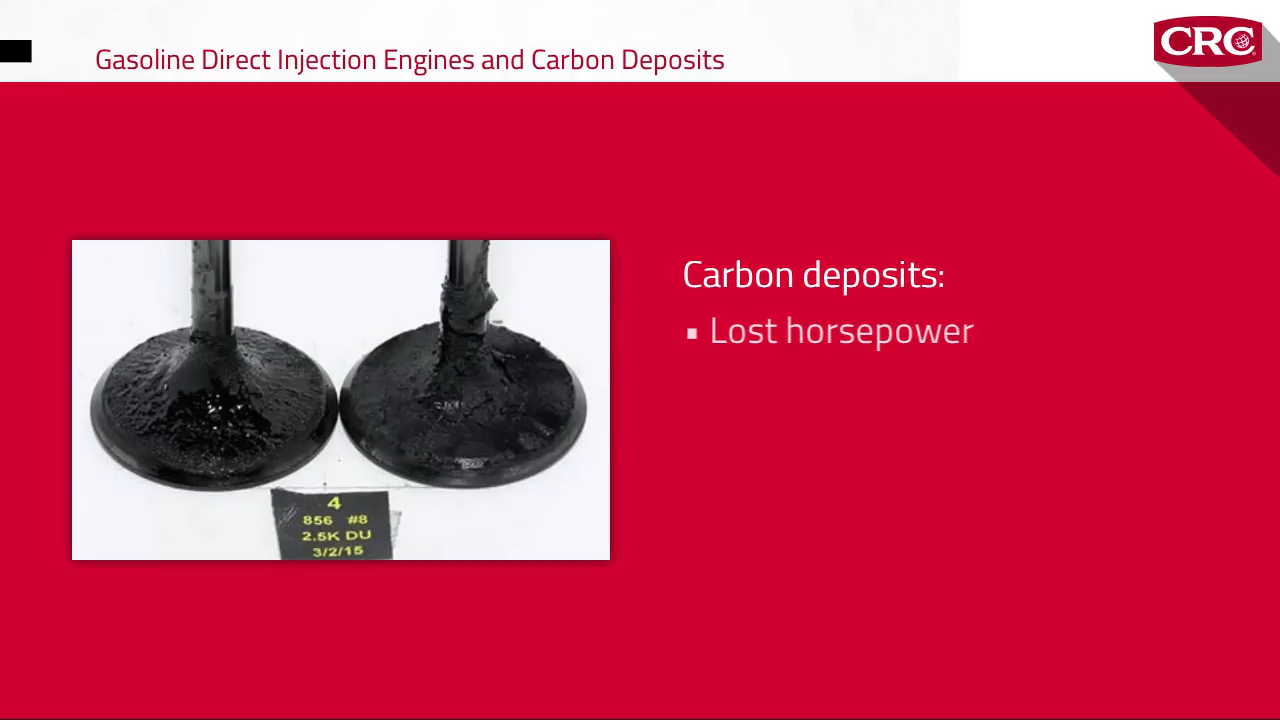 Gasoline Direct Injection Engines and Carbon Deposits
CRC
Carbon deposits:
▪ Lost horsepower
4
856 #8
2.5K DU
3/2/15